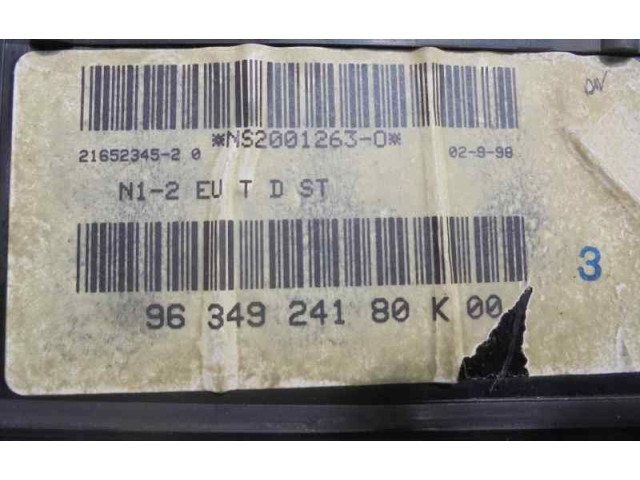 *NS2001263-0*
21652345-2 0
02-9-98
N1-2 EU T D ST
3
96 349 241 80 K 00